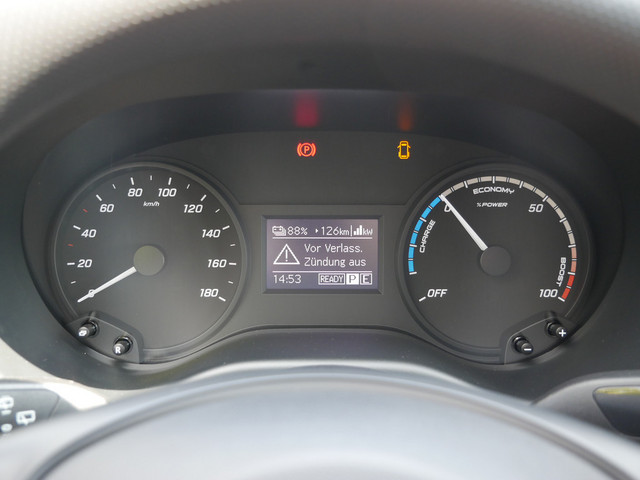 80 100
60 km/h 120
40 140
20 160
0 180
P
88% 126km kW
Vor Verlass.
Zündung aus
14:53 READY P E
ECONOMY
0 %POWER 50
CHARGE BOOST
OFF 100